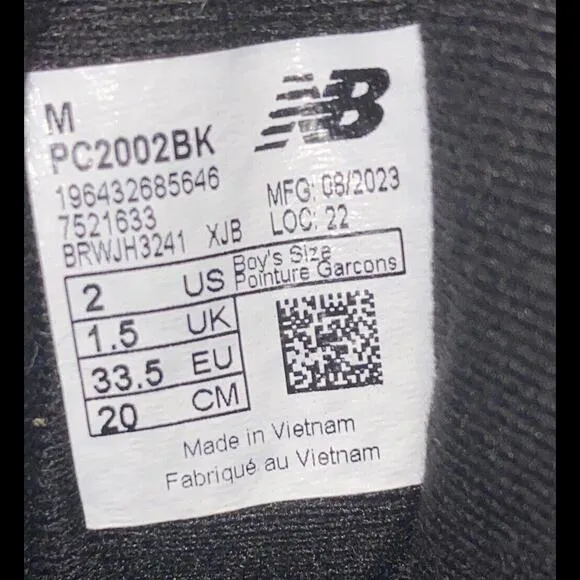 NB
M
PC2002BK
196432685646
MFG: 08/2023
7521633
LOC: 22
BRWJH3241 XJB
2 US Boy's Size
Pointure Garcons
1.5 UK
33.5 EU
20 CM
Made in Vietnam
Fabriqué au Vietnam